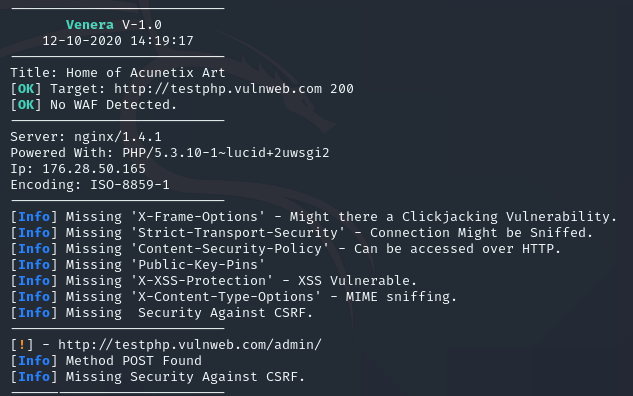 Venera V-1.0
12-10-2020 14:19:17
Title: Home of Acunetix Art
[OK] Target: http://testphp.vulnweb.com 200
[OK] No WAF Detected.
Server: nginx/1.4.1
Powered With: PHP/5.3.10-1~lucid+2uwsgi2
Ip: 176.28.50.165
Encoding: ISO-8859-1
[Info] Missing 'X-Frame-Options' - Might there a Clickjacking Vulnerability.
[Info] Missing 'Strict-Transport-Security' - Connection Might be Sniffed.
[Info] Missing 'Content-Security-Policy' - Can be accessed over HTTP.
[Info] Missing 'Public-Key-Pins'
[Info] Missing 'X-XSS-Protection' - XSS Vulnerable.
[Info] Missing 'X-Content-Type-Options' - MIME sniffing.
[Info] Missing  Security Against CSRF.
[!] - http://testphp.vulnweb.com/admin/
[Info] Method POST Found
[Info] Missing Security Against CSRF.